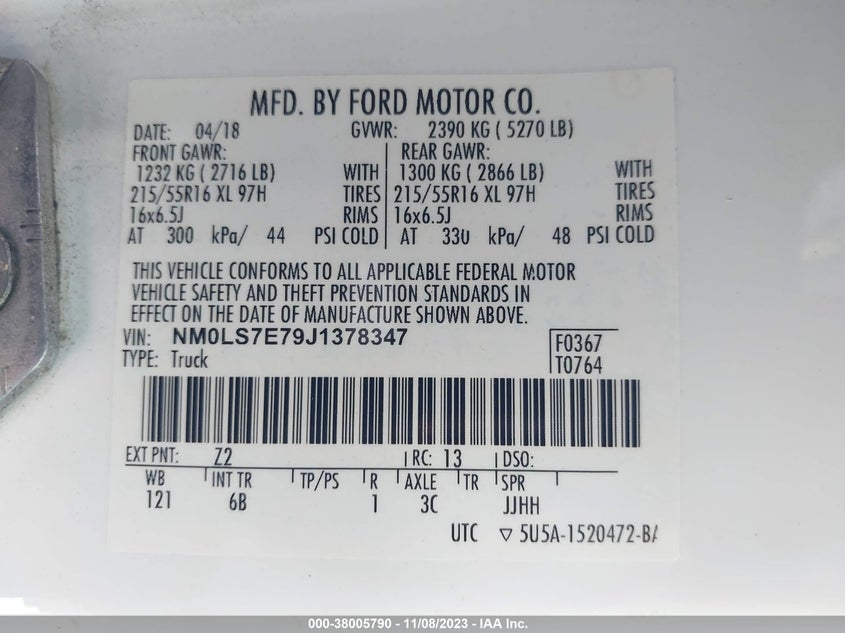 MFD. BY FORD MOTOR CO.
DATE: 04/18 GVWR: 2390 KG ( 5270 LB)
FRONT GAWR: REAR GAWR:
1232 KG ( 2716 LB) WITH 1300 KG ( 2866 LB) WITH
215/55R16 XL 97H TIRES 215/55R16 XL 97H TIRES
16x6.5J RIMS 16x6.5J RIMS
AT 300 kPa/ 44 PSI COLD AT 330 kPa/ 48 PSI COLD
THIS VEHICLE CONFORMS TO ALL APPLICABLE FEDERAL MOTOR
VEHICLE SAFETY AND THEFT PREVENTION STANDARDS IN
EFFECT ON THE DATE OF MANUFACTURE SHOWN ABOVE.
VIN: NM0LS7E79J1378347 F0367
TYPE: Truck T0764
EXT PNT: Z2 RC: 13 DSO:
WB INT TR TP/PS R AXLE TR SPR
121 6B 1 3C JJHH
UTC ▽ 5U5A-1520472-BA
000-38005790 - 11/08/2023 - IAA Inc.